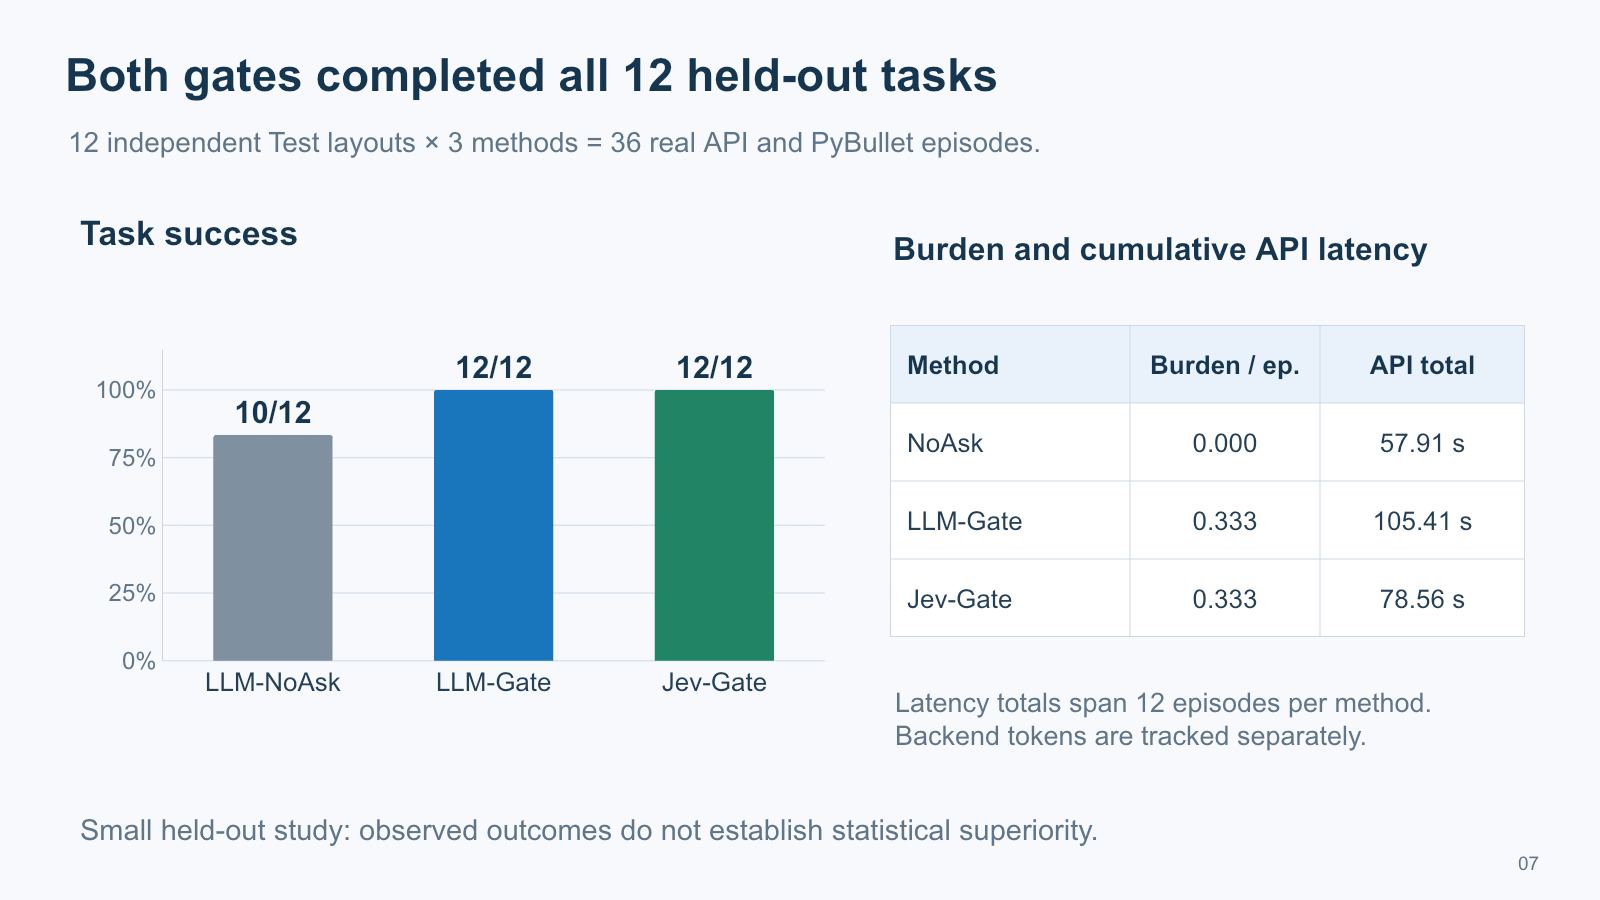 Both gates completed all 12 held-out tasks
12 independent Test layouts × 3 methods = 36 real API and PyBullet episodes.
Task success
100%
75%
50%
25%
0%
10/12
12/12
12/12
LLM-NoAsk
LLM-Gate
Jev-Gate
Burden and cumulative API latency
Method Burden / ep. API total
NoAsk 0.000 57.91 s
LLM-Gate 0.333 105.41 s
Jev-Gate 0.333 78.56 s
Latency totals span 12 episodes per method.
Backend tokens are tracked separately.
Small held-out study: observed outcomes do not establish statistical superiority.
07